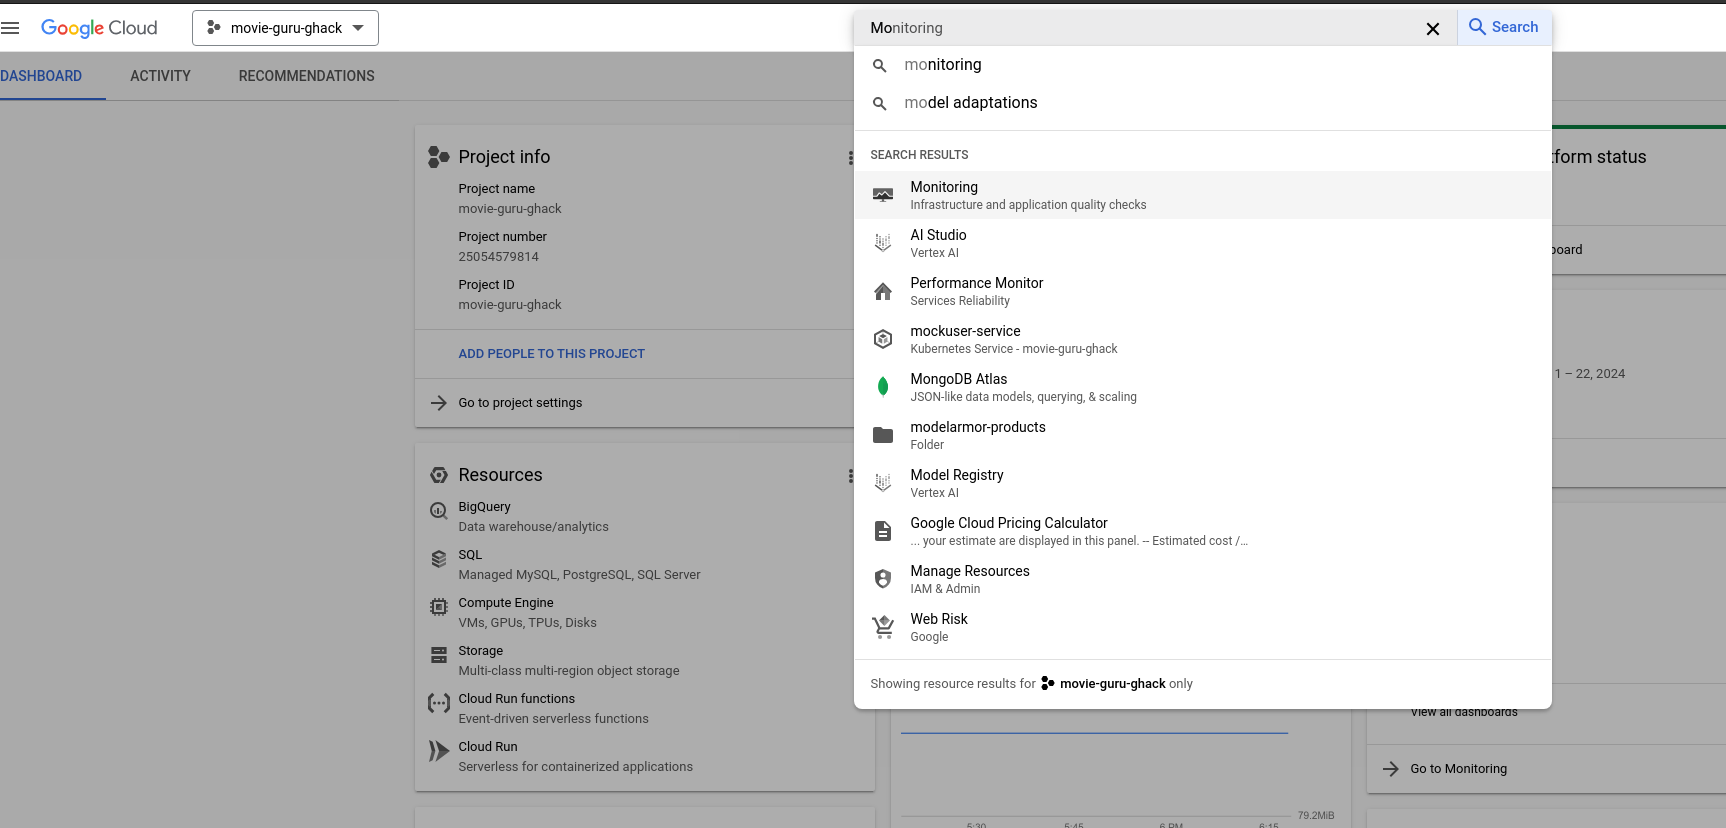 Google Cloud
movie-guru-ghack
Monitoring
Search
DASHBOARD
ACTIVITY
RECOMMENDATIONS
monitoring
model adaptations
SEARCH RESULTS
Monitoring
Infrastructure and application quality checks
AI Studio
Vertex AI
Performance Monitor
Services Reliability
mockuser-service
Kubernetes Service - movie-guru-ghack
MongoDB Atlas
JSON-like data models, querying, & scaling
modelarmor-products
Folder
Model Registry
Vertex AI
Google Cloud Pricing Calculator
... your estimate are displayed in this panel. -- Estimated cost /...
Manage Resources
IAM & Admin
Web Risk
Google
Showing resource results for movie-guru-ghack only
Project info
Project name
movie-guru-ghack
Project number
25054579814
Project ID
movie-guru-ghack
ADD PEOPLE TO THIS PROJECT
Go to project settings
Resources
BigQuery
Data warehouse/analytics
SQL
Managed MySQL, PostgreSQL, SQL Server
Compute Engine
VMs, GPUs, TPUs, Disks
Storage
Multi-class multi-region object storage
Cloud Run functions
Event-driven serverless functions
Cloud Run
Serverless for containerized applications
79.2MiB
5:30
5:45
6 PM
6:15
tform status
board
1 – 22, 2024
View all dashboards
Go to Monitoring